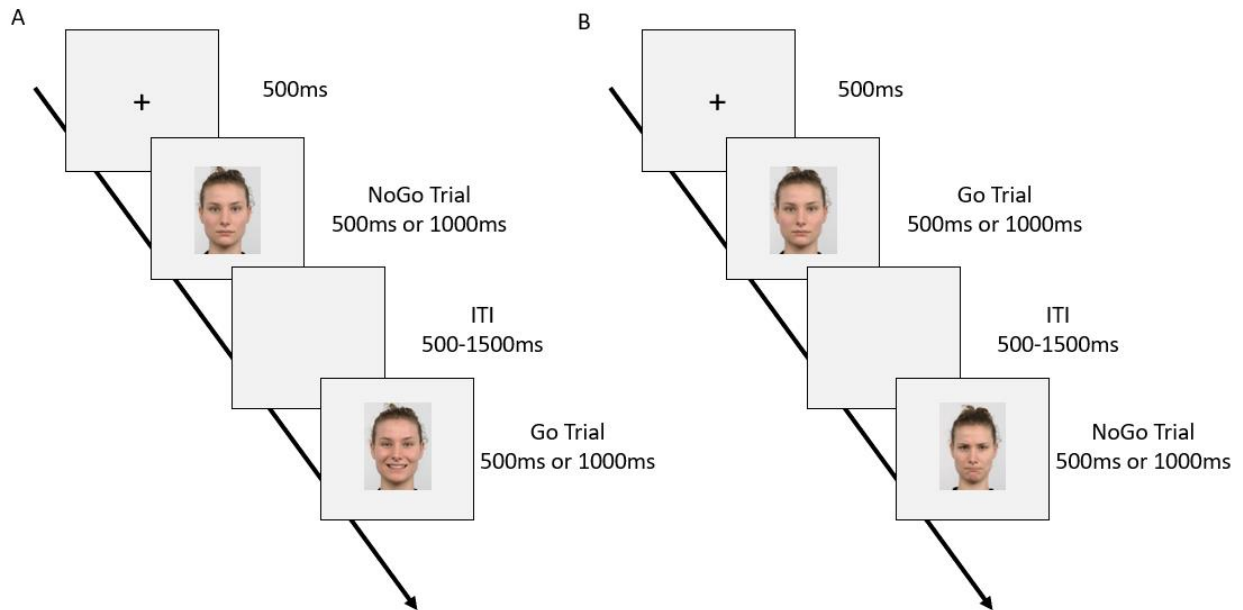 A
500ms
NoGo Trial
500ms or 1000ms
ITI
500-1500ms
Go Trial
500ms or 1000ms
B
500ms
Go Trial
500ms or 1000ms
ITI
500-1500ms
NoGo Trial
500ms or 1000ms